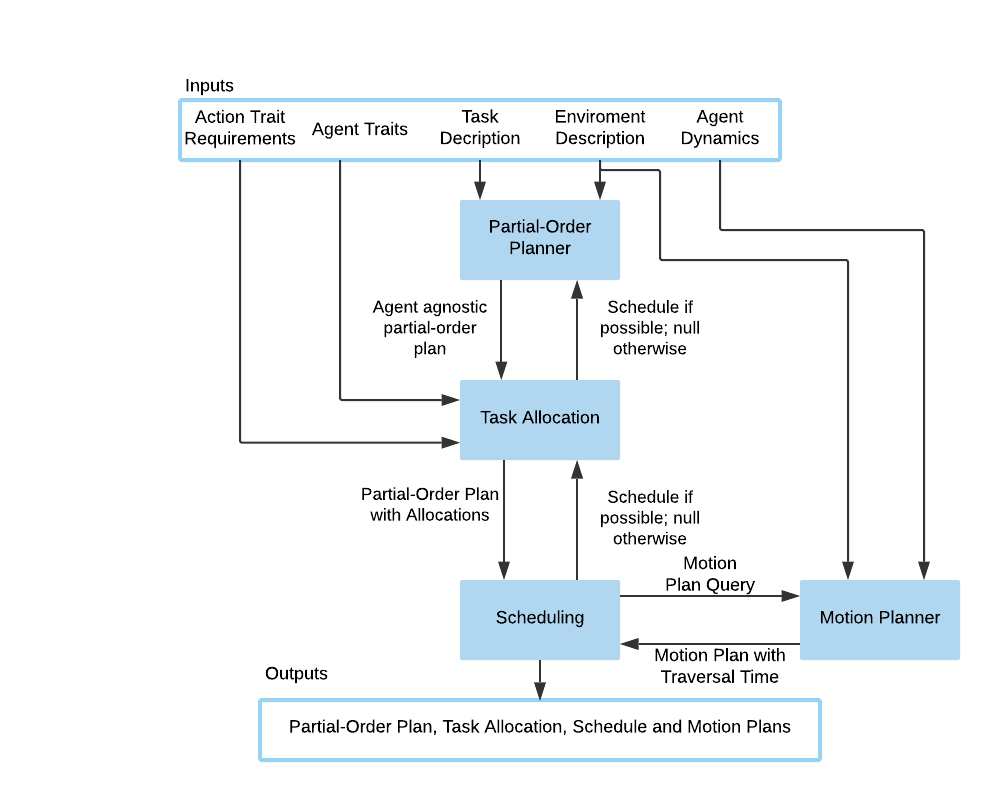 Inputs
Action Trait
Requirements
Agent Traits
Task
Decription
Enviroment
Description
Agent
Dynamics
Partial-Order
Planner
Agent agnostic
partial-order
plan
Schedule if
possible; null
otherwise
Task Allocation
Partial-Order Plan
with Allocations
Schedule if
possible; null
otherwise
Motion
Plan Query
Scheduling
Motion Planner
Motion Plan with
Traversal Time
Outputs
Partial-Order Plan, Task Allocation, Schedule and Motion Plans